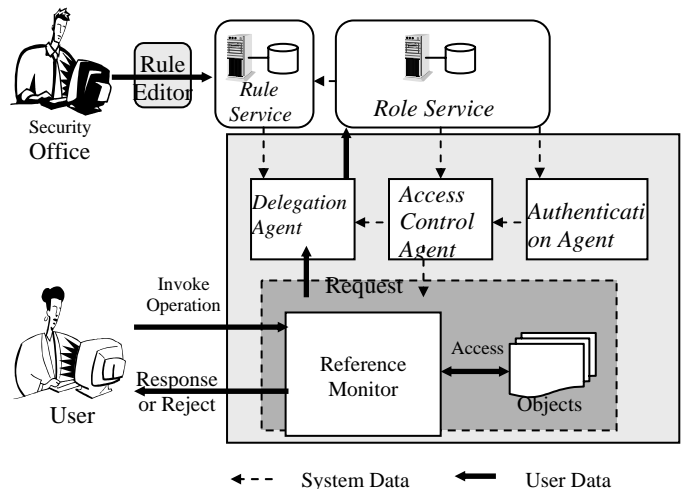 Rule
Editor
Rule
Service
Role Service
Security
Office
Delegation
Agent
Access
Control
Agent
Authenticati
on Agent
Invoke
Operation
Request
Reference
Monitor
Access
Objects
Response
or Reject
User
System Data
User Data